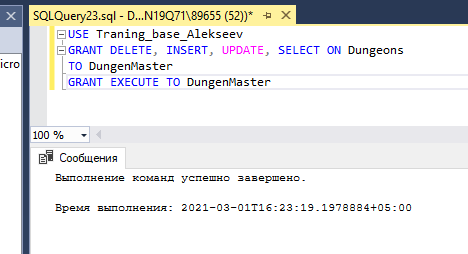 SQLQuery23.sql - D...N19Q71\89655 (52))*
USE Traning_base_Alekseev
GRANT DELETE, INSERT, UPDATE, SELECT ON Dungeons
TO DungenMaster
GRANT EXECUTE TO DungenMaster
icro
100 %
Сообщения
Выполнение команд успешно завершено.
Время выполнения: 2021-03-01T16:23:19.1978884+05:00